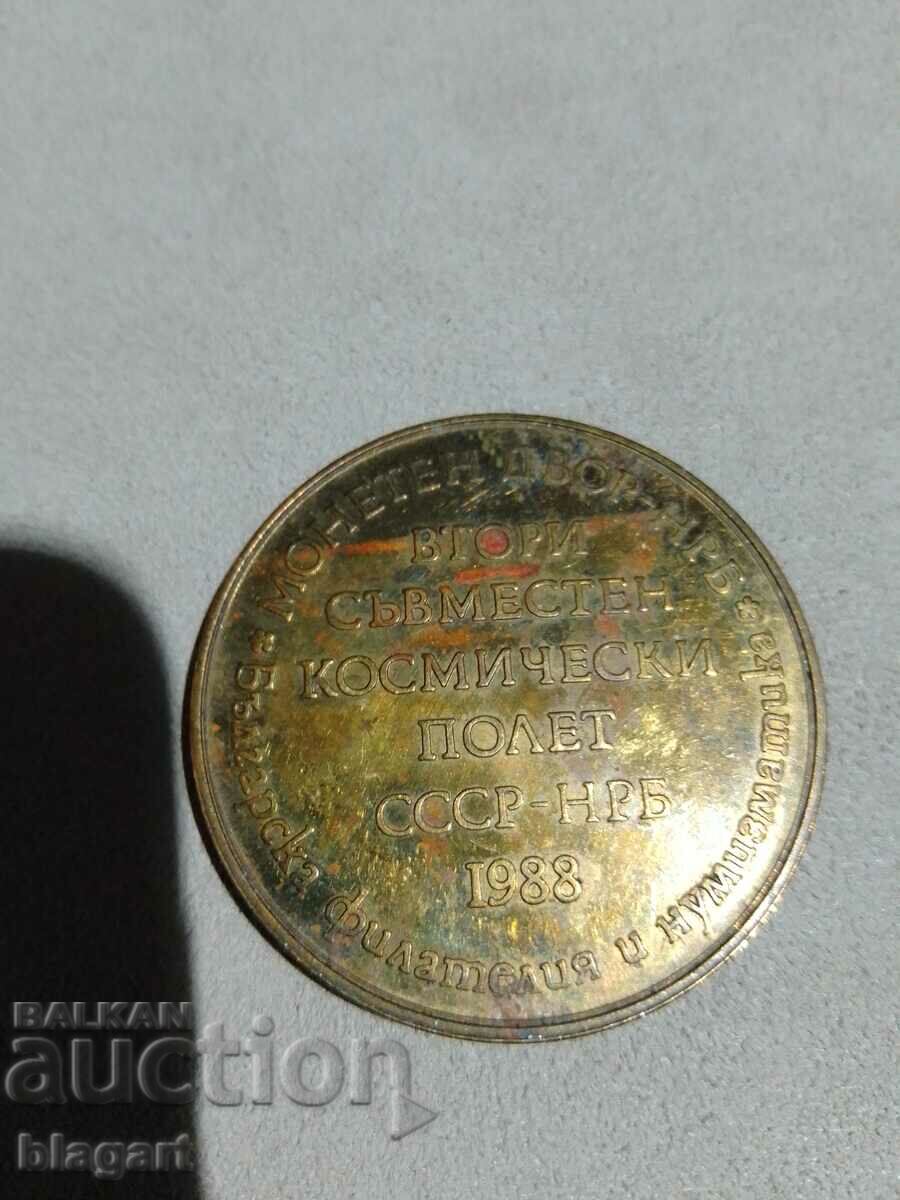 МОНЕТЕН ДВОР-НРБ
ВТОРИ
СЪВМЕСТЕН
КОСМИЧЕСКИ
ПОЛЕТ
СССР-НРБ
1988
*Българска филателия и нумизматика*
BALKAN
auction
blagart